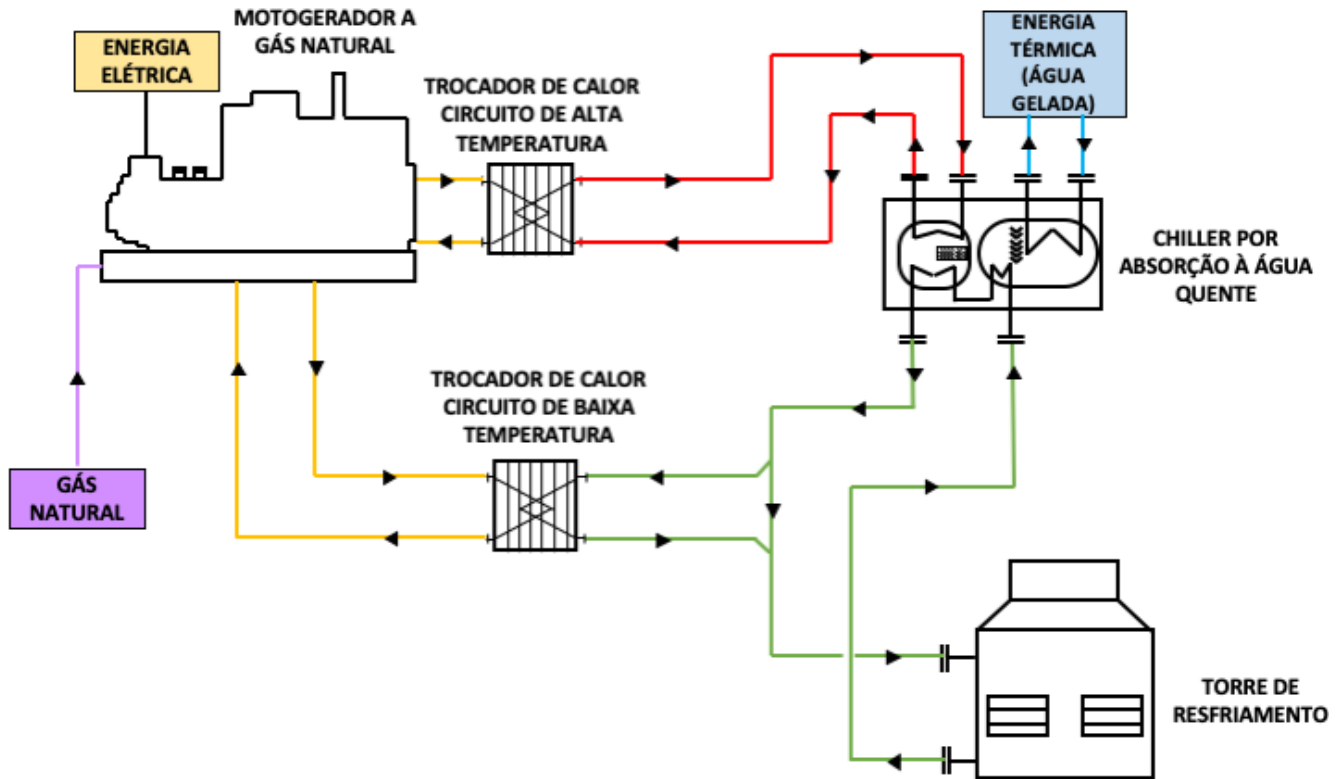 MOTOGERADOR A
GÁS NATURAL
ENERGIA
ELÉTRICA
TROCADOR DE CALOR
CIRCUITO DE ALTA
TEMPERATURA
ENERGIA
TÉRMICA
(ÁGUA
GELADA)
CHILLER POR
ABSORÇÃO À ÁGUA
QUENTE
TROCADOR DE CALOR
CIRCUITO DE BAIXA
TEMPERATURA
GÁS
NATURAL
TORRE DE
RESFRIAMENTO